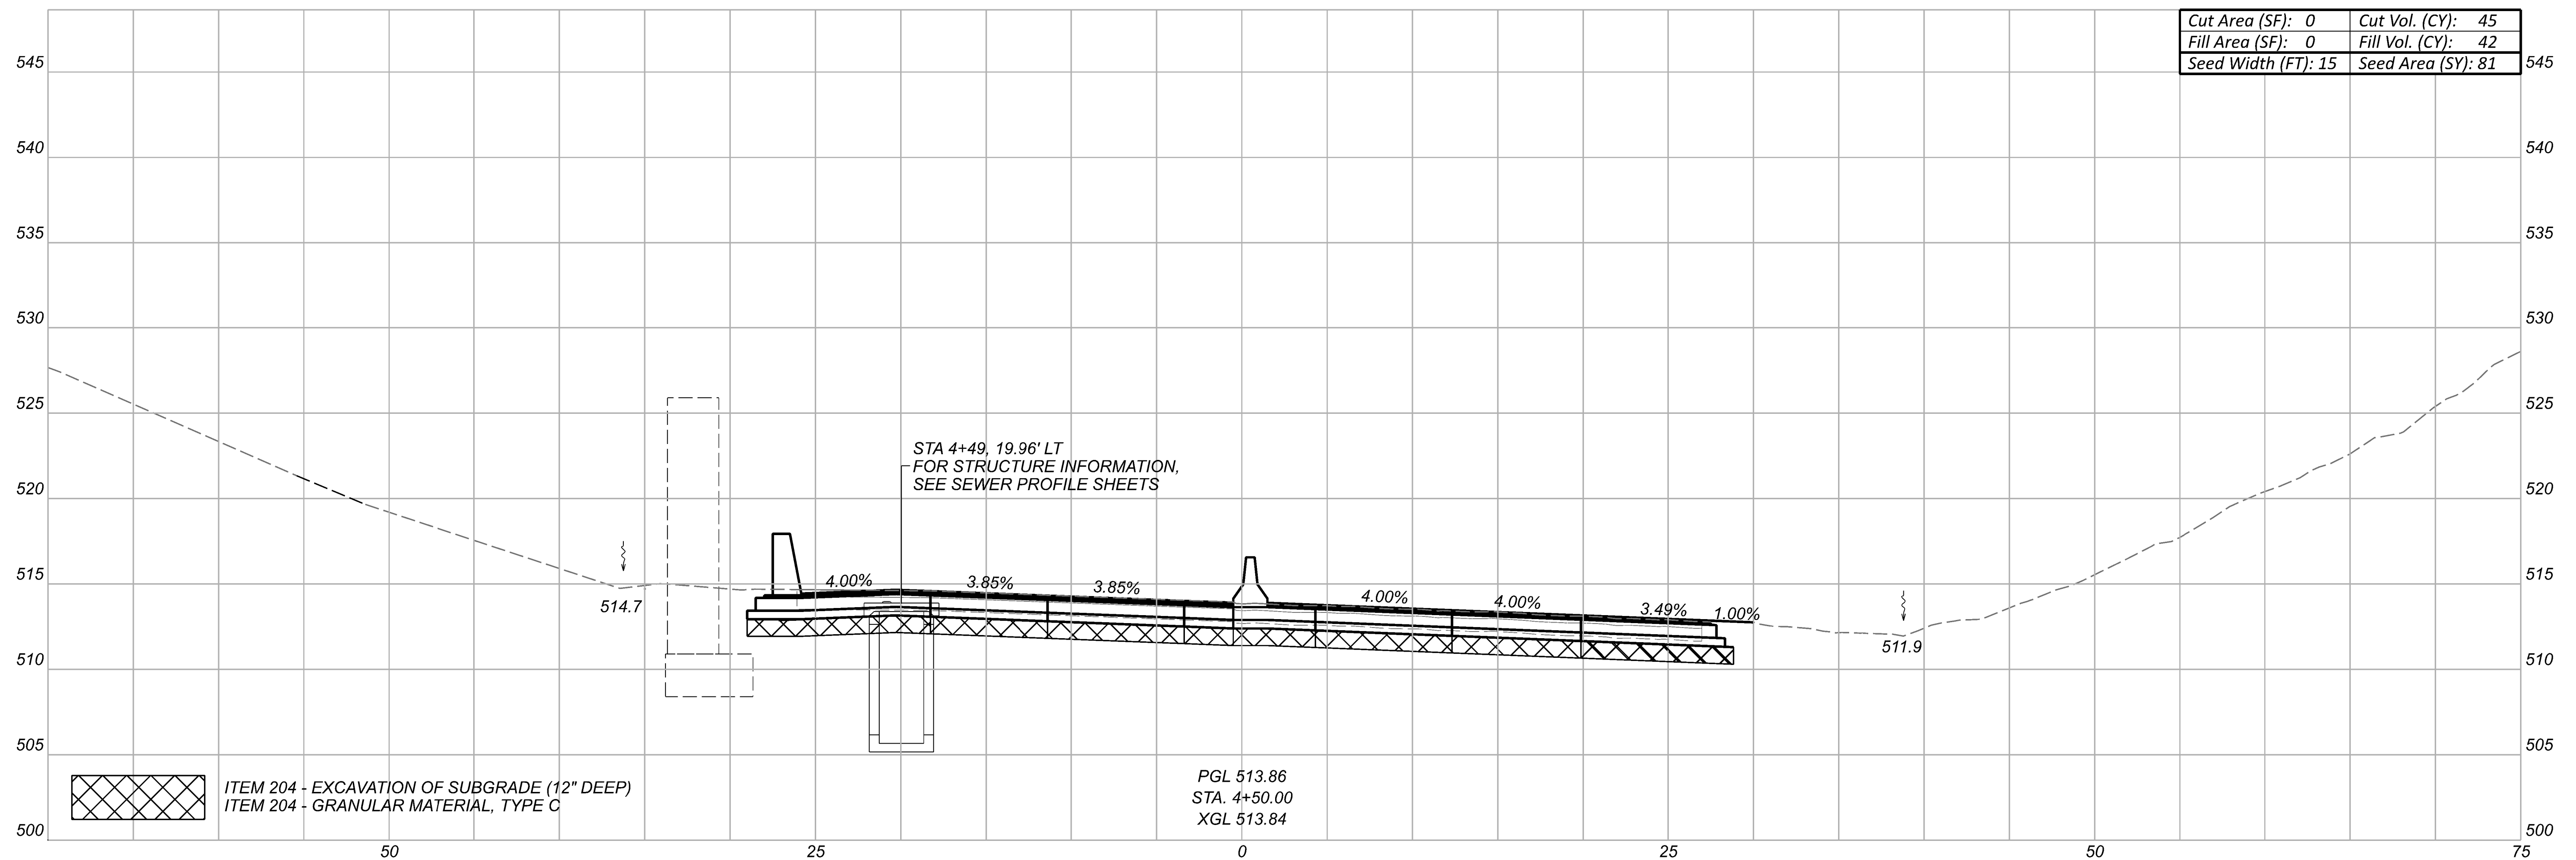 Cut Area (SF): 0 Cut Vol. (CY): 45
Fill Area (SF): 0 Fill Vol. (CY): 42
Seed Width (FT): 15 Seed Area (SY): 81
545 545
540 540
535 535
530 530
525 525
STA 4+49, 19.96' LT
FOR STRUCTURE INFORMATION,
SEE SEWER PROFILE SHEETS
520 520
515 515
4.00% 3.85% 3.85% 4.00% 4.00% 3.49% 1.00%
514.7
511.9
510 510
505 505
ITEM 204 - EXCAVATION OF SUBGRADE (12" DEEP)
ITEM 204 - GRANULAR MATERIAL, TYPE C
PGL 513.86
STA. 4+50.00
XGL 513.84
500 500
50 25 0 25 50 75